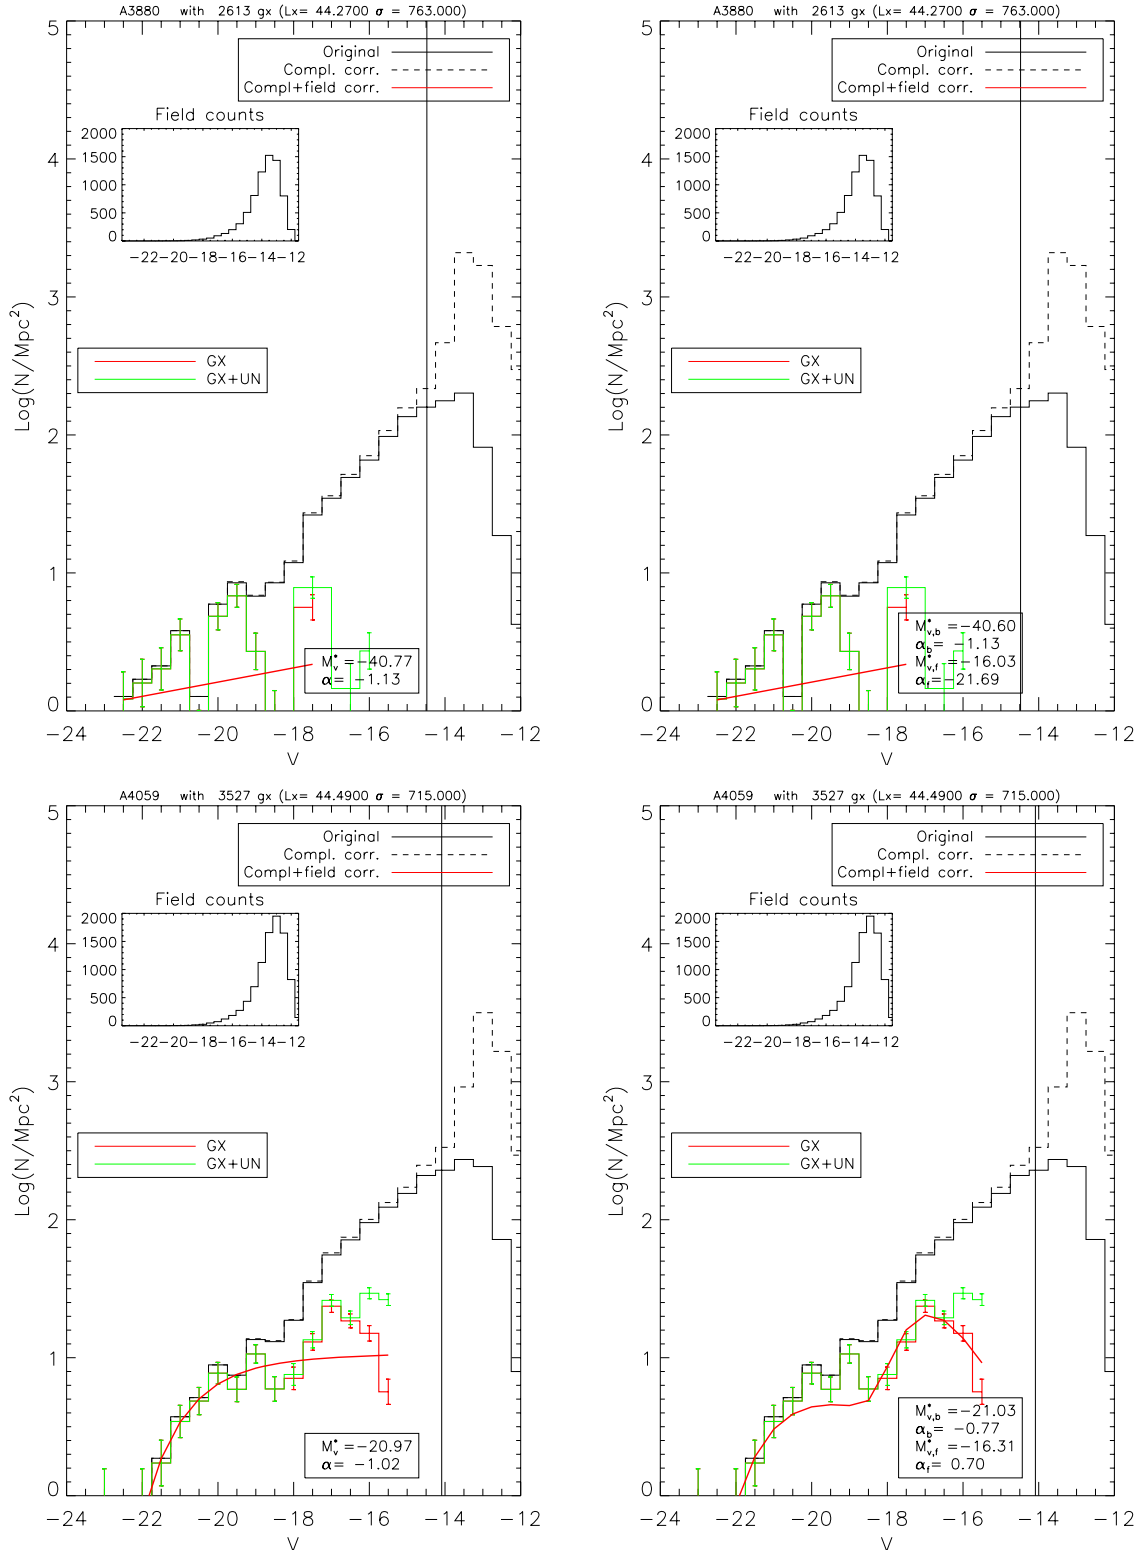 A3880 with 2613 gx (Lx= 44.2700 σ = 763.000)
5
Original
Compl. corr.
Compl+field corr.
Field counts
2000
1500
1000
500
0
−22−20−18−16−14−12
4
3
GX
GX+UN
Log(N/Mpc²)
2
1
M*v =−40.77
α= −1.13
0
−24 −22 −20 −18 −16 −14 −12
V
A3880 with 2613 gx (Lx= 44.2700 σ = 763.000)
5
Original
Compl. corr.
Compl+field corr.
Field counts
2000
1500
1000
500
0
−22−20−18−16−14−12
4
3
GX
GX+UN
Log(N/Mpc²)
2
1
M*v,b =−40.60
αb= −1.13
M*v,f =−16.03
αf=−21.69
0
−24 −22 −20 −18 −16 −14 −12
V
A4059 with 3527 gx (Lx= 44.4900 σ = 715.000)
5
Original
Compl. corr.
Compl+field corr.
Field counts
2000
1500
1000
500
0
−22−20−18−16−14−12
4
3
GX
GX+UN
Log(N/Mpc²)
2
1
M*v =−20.97
α= −1.02
0
−24 −22 −20 −18 −16 −14 −12
V
A4059 with 3527 gx (Lx= 44.4900 σ = 715.000)
5
Original
Compl. corr.
Compl+field corr.
Field counts
2000
1500
1000
500
0
−22−20−18−16−14−12
4
3
GX
GX+UN
Log(N/Mpc²)
2
1
M*v,b =−21.03
αb= −0.77
M*v,f =−16.31
αf= 0.70
0
−24 −22 −20 −18 −16 −14 −12
V